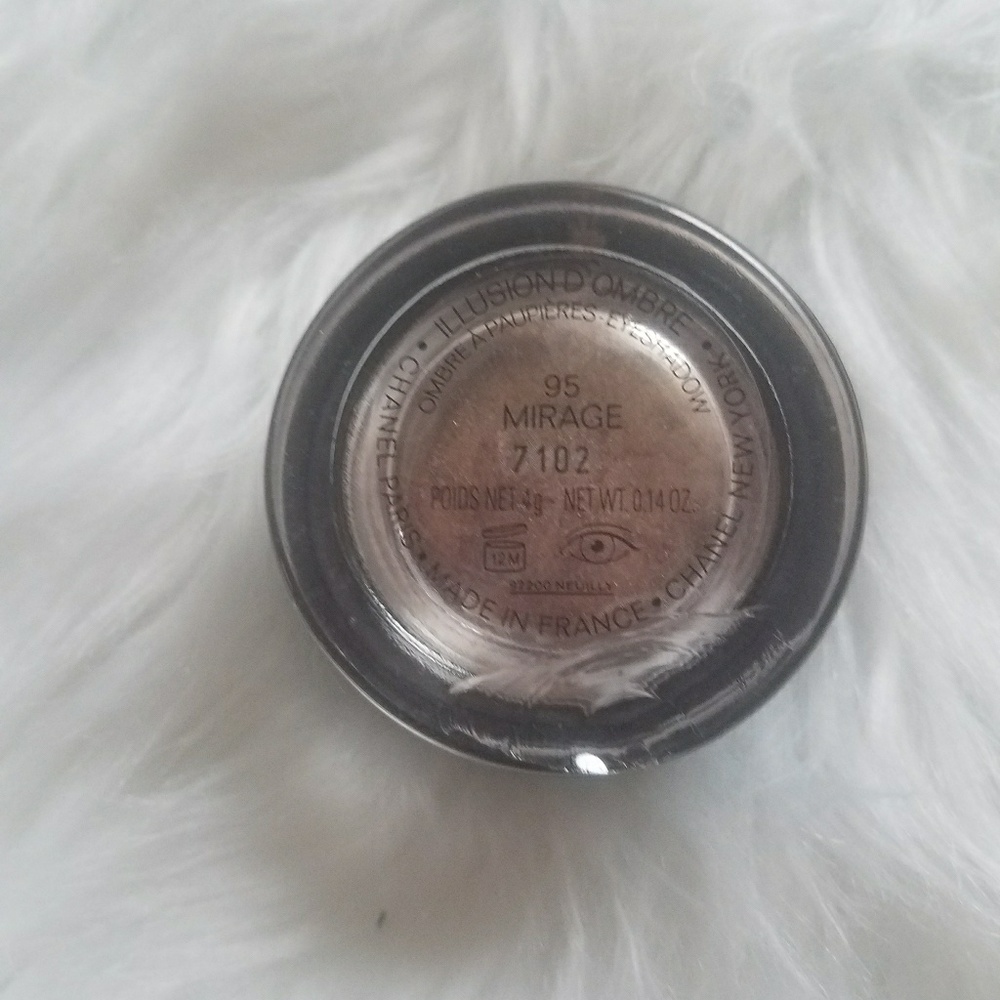 ILLUSION D'OMBRE
OMBRE À PAUPIÈRES - EYESHADOW
95
MIRAGE
7102
POIDS NET 4g - NET WT. 0.14 OZ.
12M
92200 NEUILLY
CHANEL PARIS • MADE IN FRANCE • CHANEL NEW YORK